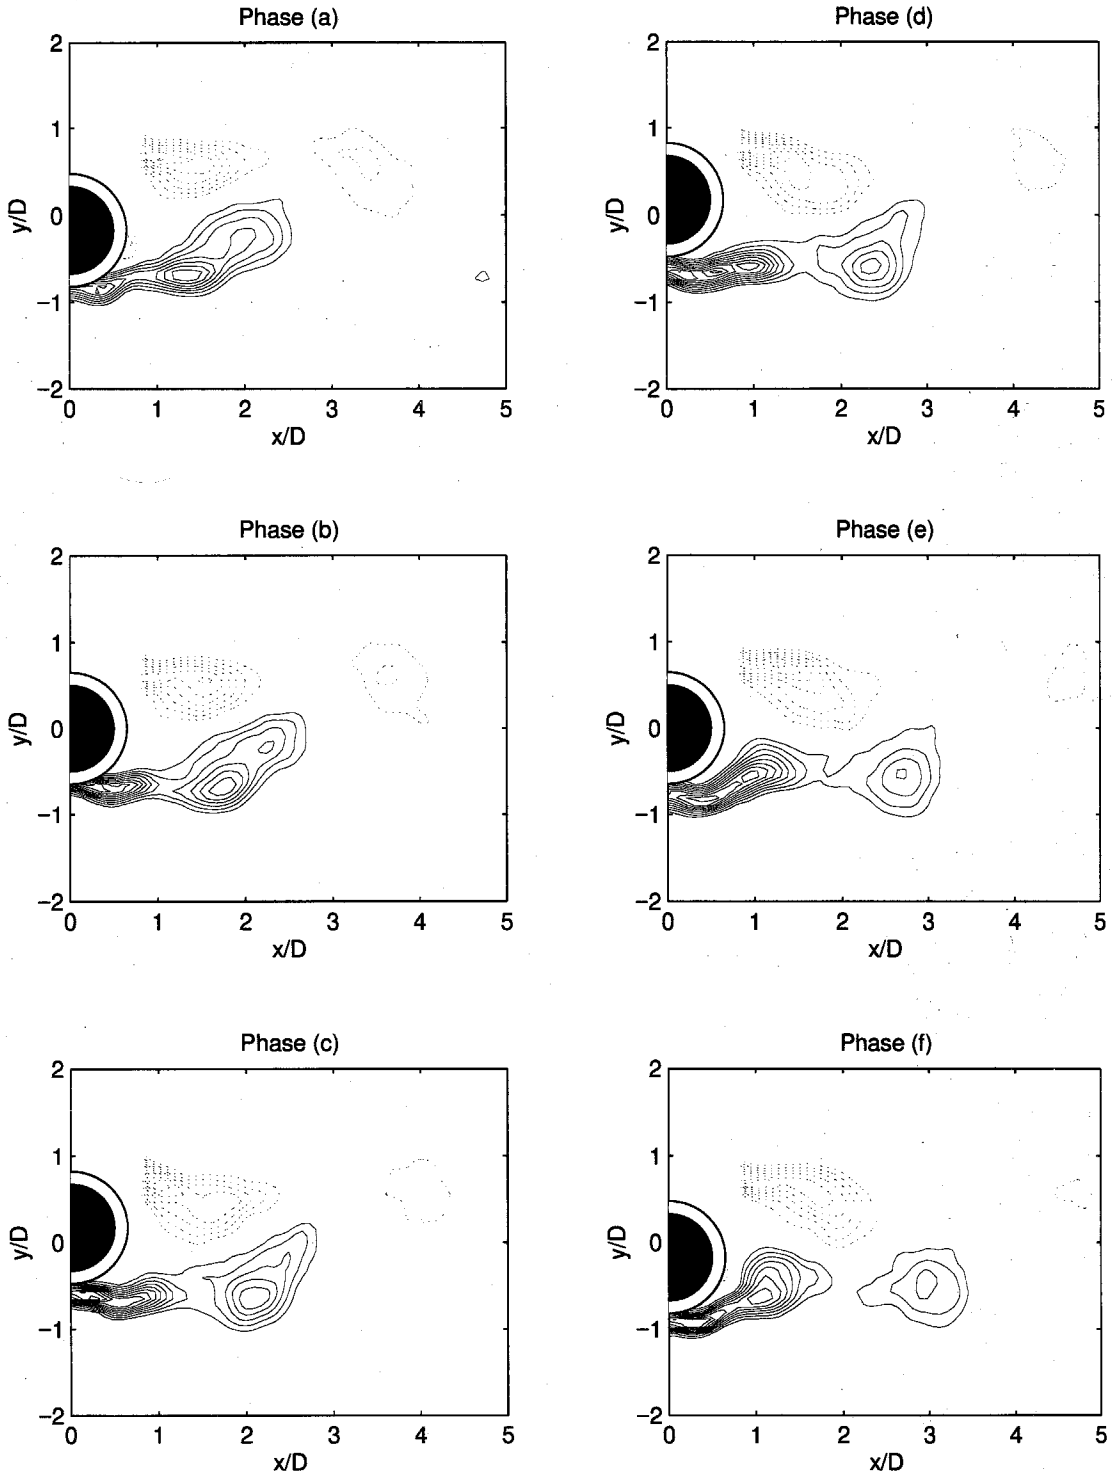 Phase (a)
2
1
0
−1
−2
y/D
0 1 2 3 4 5
x/D
Phase (b)
2
1
0
−1
−2
y/D
0 1 2 3 4 5
x/D
Phase (c)
2
1
0
−1
−2
y/D
0 1 2 3 4 5
x/D
Phase (d)
2
1
0
−1
−2
y/D
0 1 2 3 4 5
x/D
Phase (e)
2
1
0
−1
−2
y/D
0 1 2 3 4 5
x/D
Phase (f)
2
1
0
−1
−2
y/D
0 1 2 3 4 5
x/D